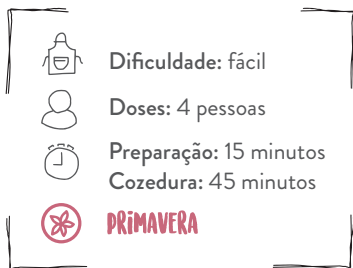 Dificuldade: fácil
Doses: 4 pessoas
Preparação: 15 minutos
Cozedura: 45 minutos
PRiMAVERA